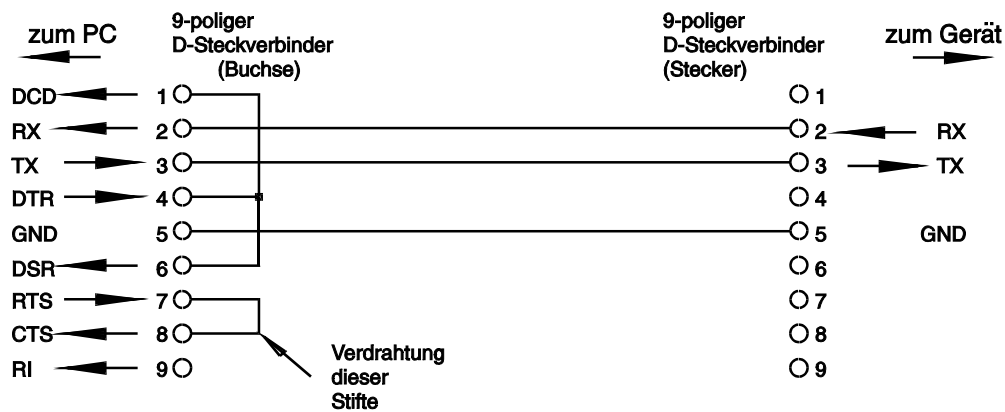 zum PC
9-poliger
D-Steckverbinder
(Buchse)
9-poliger
D-Steckverbinder
(Stecker)
zum Gerät
DCD 1 1
RX 2 2 RX
TX 3 3 TX
DTR 4 4
GND 5 5 GND
DSR 6 6
RTS 7 7
CTS 8 8
RI 9 9
Verdrahtung
dieser
Stifte